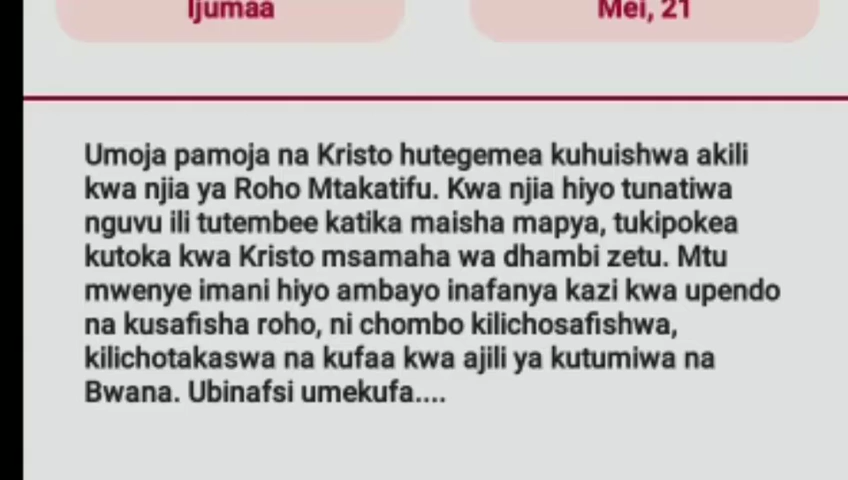 Ijumaa
Mei, 21
Umoja pamoja na Kristo hutegemea kuhuishwa akili
kwa njia ya Roho Mtakatifu. Kwa njia hiyo tunatiwa
nguvu ili tutembee katika maisha mapya, tukipokea
kutoka kwa Kristo msamaha wa dhambi zetu. Mtu
mwenye imani hiyo ambayo inafanya kazi kwa upendo
na kusafisha roho, ni chombo kilichosafishwa,
kilichotakaswa na kufaa kwa ajili ya kutumiwa na
Bwana. Ubinafsi umekufa....